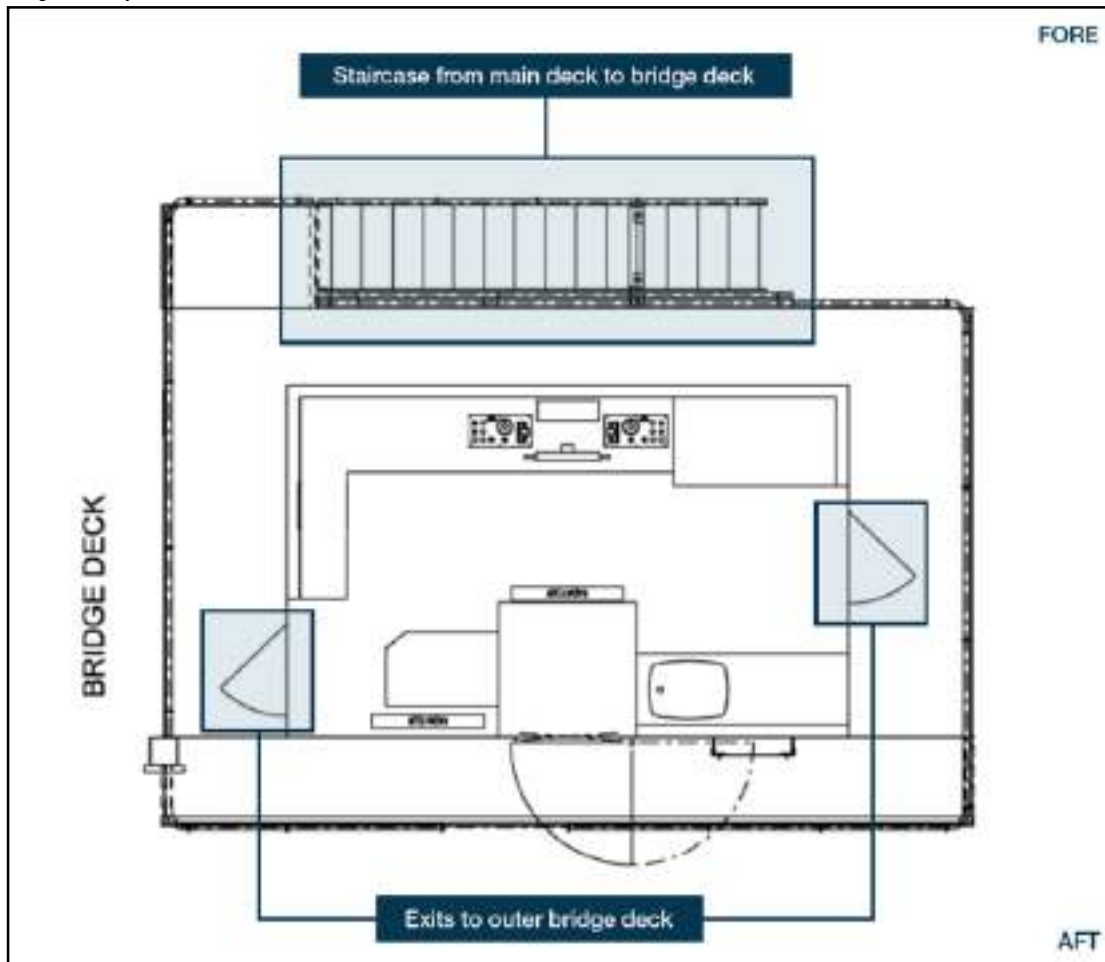 FORE
Staircase from main deck to bridge deck
BRIDGE DECK
Exits to outer bridge deck
AFT